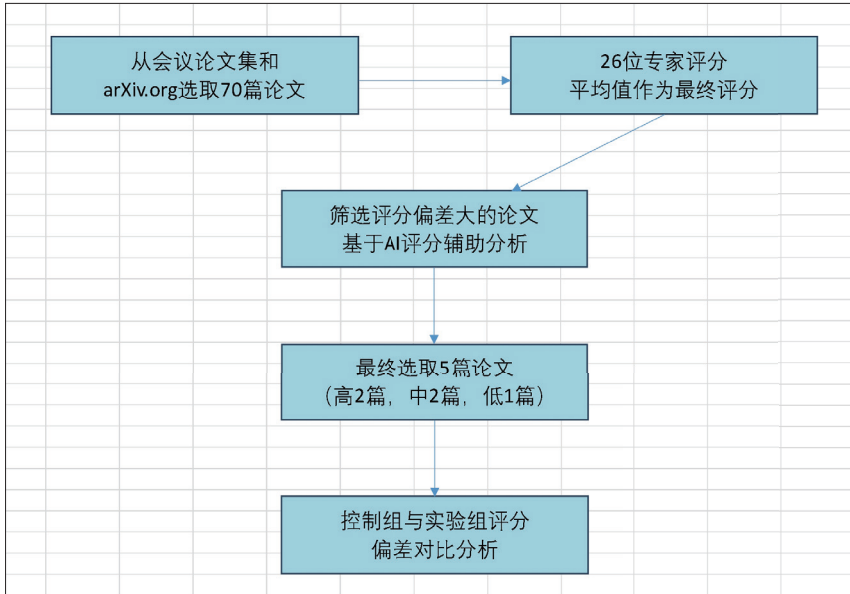 从会议论文集和
arXiv.org选取70篇论文
26位专家评分
平均值作为最终评分
筛选评分偏差大的论文
基于AI评分辅助分析
最终选取5篇论文
（高2篇，中2篇，低1篇）
控制组与实验组评分
偏差对比分析